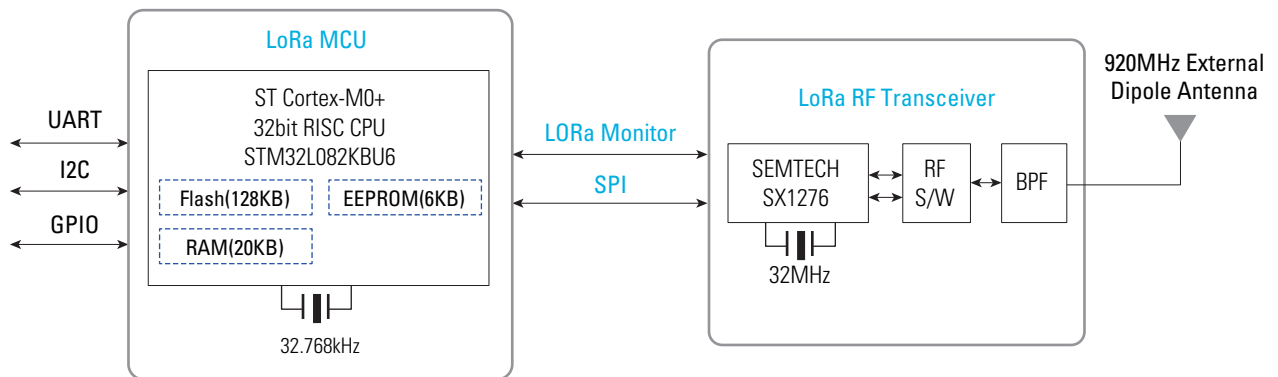 LoRa MCU
ST Cortex-M0+
32bit RISC CPU
STM32L082KBU6
Flash(128KB)
EEPROM(6KB)
RAM(20KB)
32.768kHz
UART
I2C
GPIO
LORa Monitor
SPI
LoRa RF Transceiver
SEMTECH
SX1276
32MHz
RF
S/W
BPF
920MHz External
Dipole Antenna